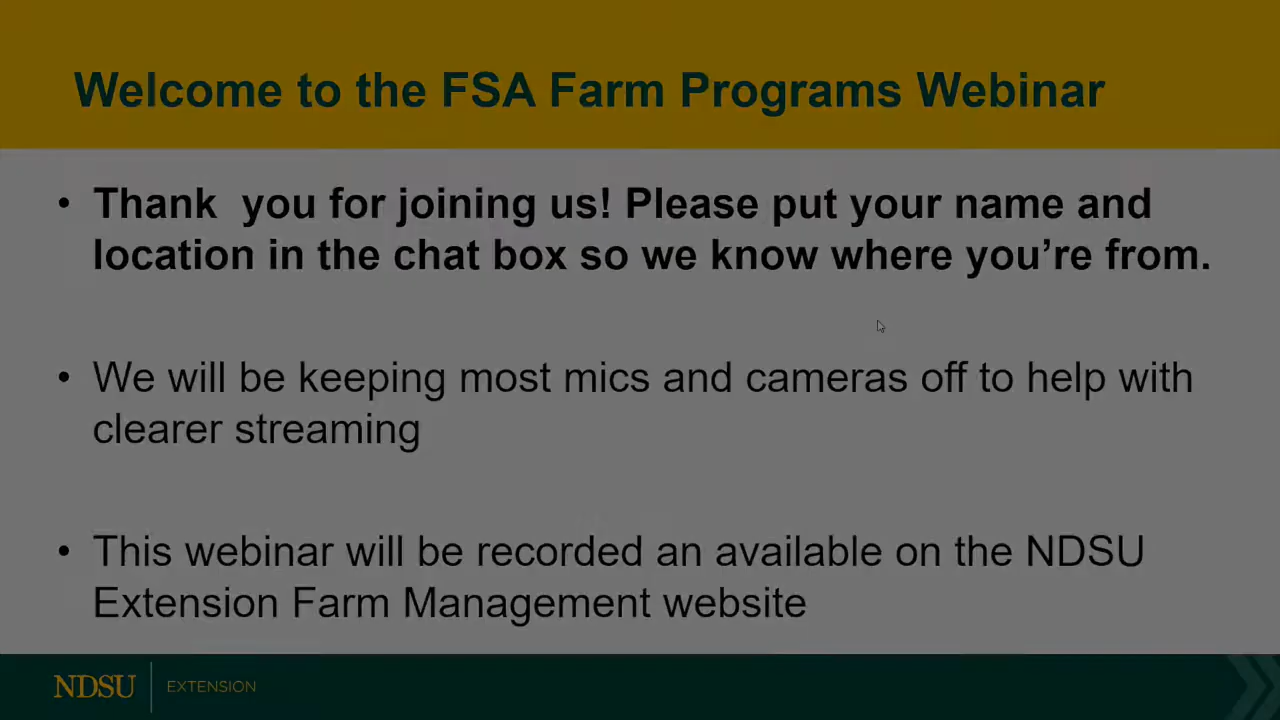 Welcome to the FSA Farm Programs Webinar
• Thank  you for joining us! Please put your name and
location in the chat box so we know where you’re from.
• We will be keeping most mics and cameras off to help with
clearer streaming
• This webinar will be recorded an available on the NDSU
Extension Farm Management website
NDSU EXTENSION